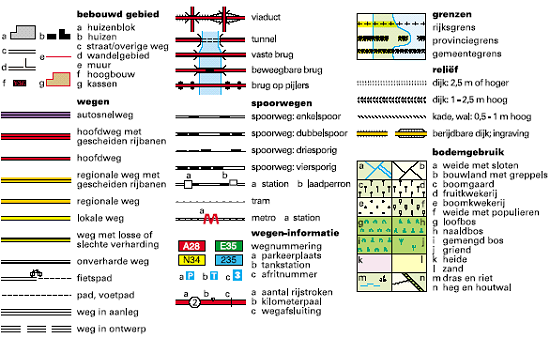 bebouwd gebied
a huizenblok
b huizen
c straat/overige weg
d wandelgebied
e muur
f hoogbouw
g kassen
a
b
c
d
e
f
g
wegen
autosnelweg
hoofdweg met
gescheiden rijbanen
hoofdweg
regionale weg met
gescheiden rijbanen
regionale weg
lokale weg
weg met losse of
slechte verharding
onverharde weg
fietspad
pad, voetpad
weg in aanleg
weg in ontwerp
viaduct
tunnel
vaste brug
beweegbare brug
brug op pijlers
spoorwegen
spoorweg: enkelspoor
spoorweg: dubbelspoor
spoorweg: driesporig
spoorweg: viersporig
a b
a station b laadperron
tram
a
metro a station
wegen-informatie
A28 E35 wegnummering
N34 235 a parkeerplaats
b tankstation
a P b T c c afritnummer
a b c
2
a aantal rijstroken
b kilometerpaal
c wegafsluiting
grenzen
rijksgrens
provinciegrens
gemeentegrens
reliëf
dijk: 2,5 m of hoger
dijk: 1-2,5 m hoog
kade, wal: 0,5-1 m hoog
berijdbare dijk; ingraving
bodemgebruik
a b a weide met sloten
b bouwland met greppels
c d c boomgaard
d fruitkwekerij
e f e boomkwekerij
f weide met populieren
g h g loofbos
h naaldbos
i j i gemengd bos
j griend
k l k heide
l zand
m n m dras en riet
n heg en houtwal